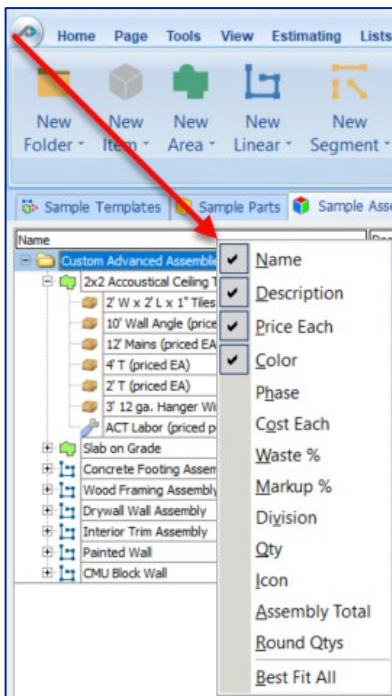 Home Page Tools View Estimating Lists
New Folder New Item New Area New Linear New Segment
Sample Templates Sample Parts Sample Asse
Name
Custom Advanced Assemblie
2x2 Accoustical Ceiling T
2' W x 2' L x 1" Tiles
10' Wall Angle (price
12' Mains (priced EA
4' T (priced EA)
2' T (priced EA)
3' 12 ga. Hanger Wi
ACT Labor (priced p
Slab on Grade
Concrete Footing Assem
Wood Framing Assembly
Drywall Wall Assembly
Interior Trim Assembly
Painted Wall
CMU Block Wall
Name
Description
Price Each
Color
Phase
Cost Each
Waste %
Markup %
Division
Qty
Icon
Assembly Total
Round Qtys
Best Fit All